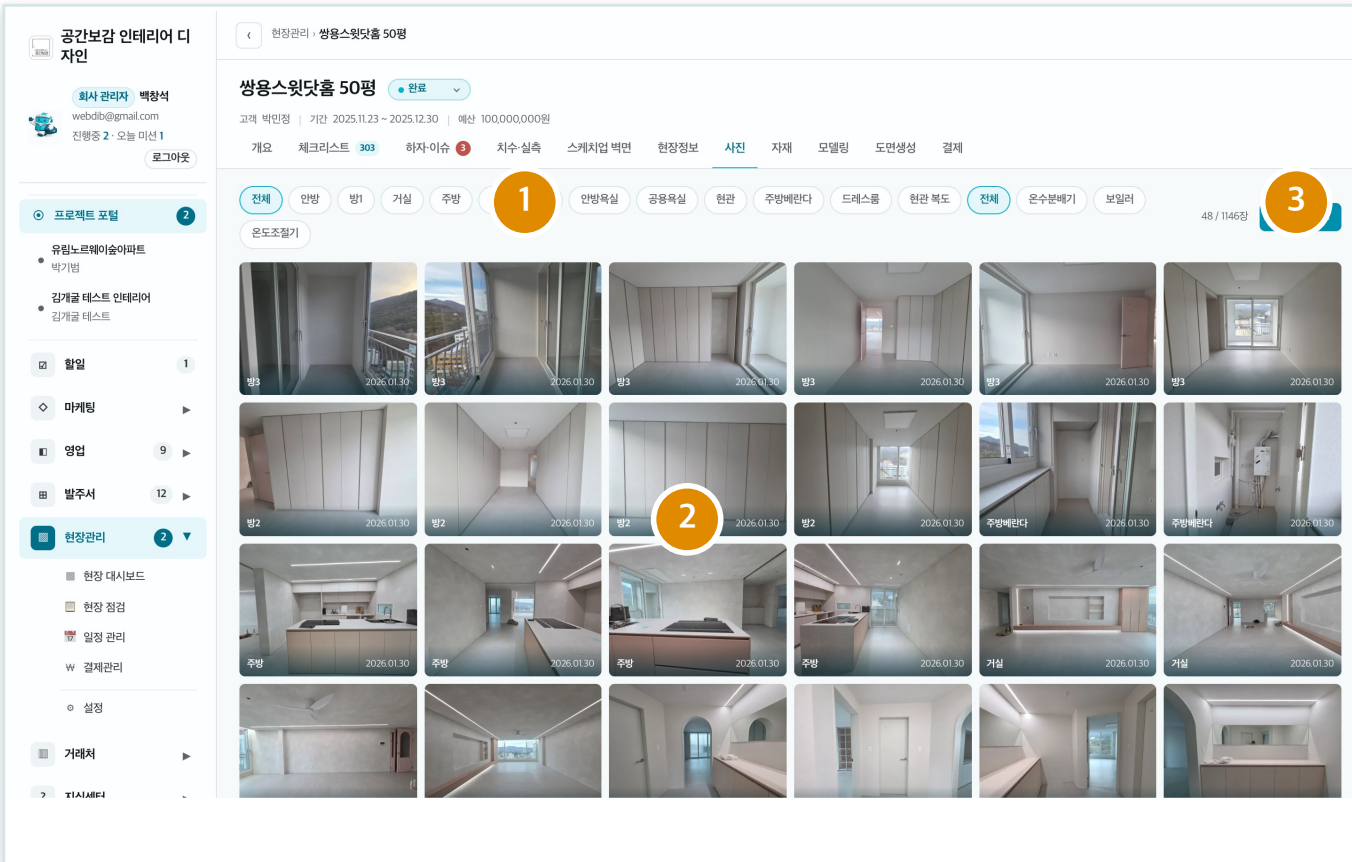 공간보감 인테리어 디
자인
회사 관리자 백창석
webdib@gmail.com
진행중 2 · 오늘 미션 1
로그아웃
프로젝트 포털 2
유림노르웨이숲아파트
박기범
김개굴 테스트 인테리어
김개굴 테스트
할일 1
마케팅 ▶
영업 9 ▶
발주서 12 ▶
현장관리 2 ▼
현장 대시보드
현장 점검
일정 관리
₩ 결제관리
설정
거래처 ▶
‹ 현장관리 › 쌍용스윗닷홈 50평
쌍용스윗닷홈 50평 완료
고객 박민정 | 기간 2025.11.23 ~ 2025.12.30 | 예산 100,000,000원
개요 체크리스트 303 하자·이슈 3 치수·실측 스케치업 벽면 현장정보 사진 자재 모델링 도면생성 결제
전체 안방 방1 거실 주방 1 안방욕실 공용욕실 현관 주방베란다 드레스룸 현관 복도 전체 온수분배기 보일러
온도조절기
48 / 1146장 3
방3 2026.01.30 방3 2026.01.30 방3 2026.01.30 방3 2026.01.30 방3 2026.01.30 방3 2026.01.30
방2 2026.01.30 방2 2026.01.30 방2 2 2026.01.30 방2 2026.01.30 주방베란다 2026.01.30 주방베란다 2026.01.30
주방 2026.01.30 주방 2026.01.30 주방 2026.01.30 주방 2026.01.30 거실 2026.01.30 거실 2026.01.30